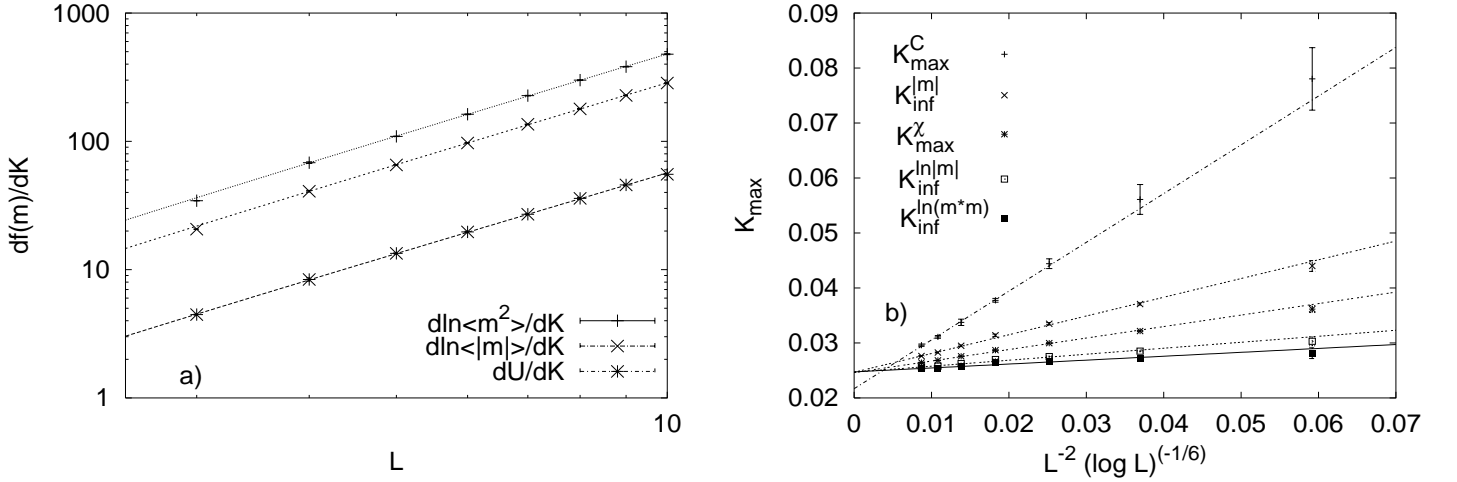 1000
100
10
1
df(m)/dK
10
L
a)
dln<m²>/dK
dln<|m|>/dK
dU/dK
0.09
0.08
0.07
0.06
0.05
0.04
0.03
0.02
K_max
0 0.01 0.02 0.03 0.04 0.05 0.06 0.07
L^-2 (log L)^(-1/6)
b)
K^C_max
K^|m|_inf
K^χ_max
K^ln|m|_inf
K^ln(m*m)_inf